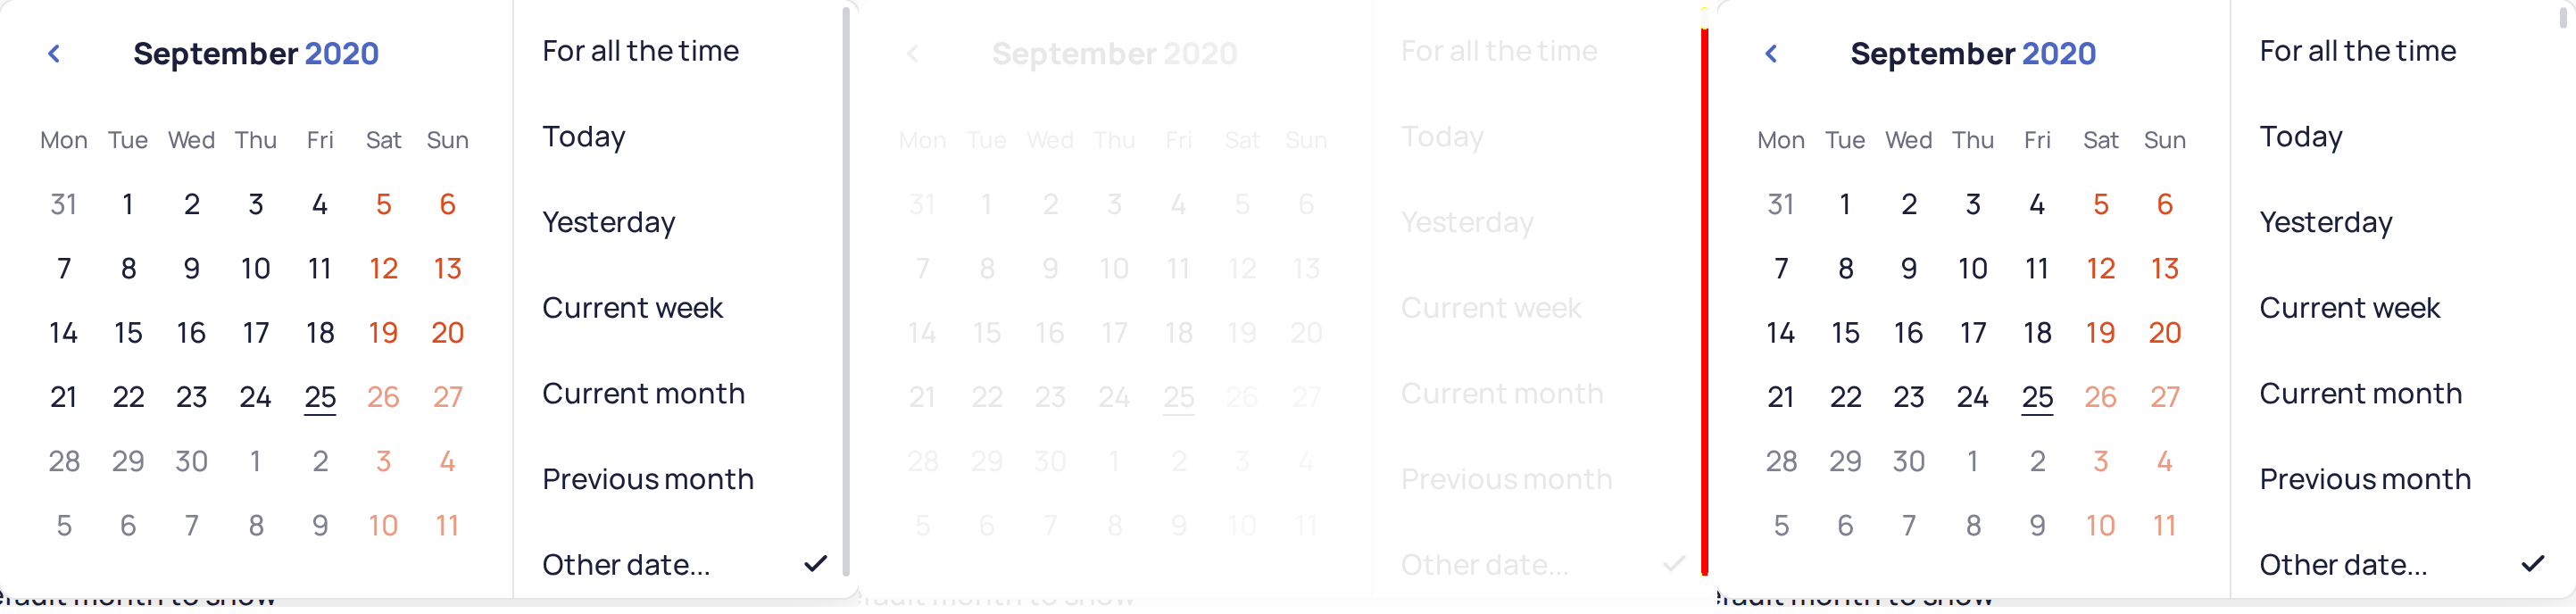 September 2020
Mon Tue Wed Thu Fri Sat Sun
31 1 2 3 4 5 6
7 8 9 10 11 12 13
14 15 16 17 18 19 20
21 22 23 24 25 26 27
28 29 30 1 2 3 4
5 6 7 8 9 10 11
For all the time
Today
Yesterday
Current week
Current month
Previous month
Other date...
month to show
September 2020
Mon Tue Wed Thu Fri Sat Sun
31 1 2 3 4 5 6
7 8 9 10 11 12 13
14 15 16 17 18 19 20
21 22 23 24 25 26 27
28 29 30 1 2 3 4
5 6 7 8 9 10 11
For all the time
Today
Yesterday
Current week
Current month
Previous month
Other date...
month to show
September 2020
Mon Tue Wed Thu Fri Sat Sun
31 1 2 3 4 5 6
7 8 9 10 11 12 13
14 15 16 17 18 19 20
21 22 23 24 25 26 27
28 29 30 1 2 3 4
5 6 7 8 9 10 11
For all the time
Today
Yesterday
Current week
Current month
Previous month
Other date...
month to show